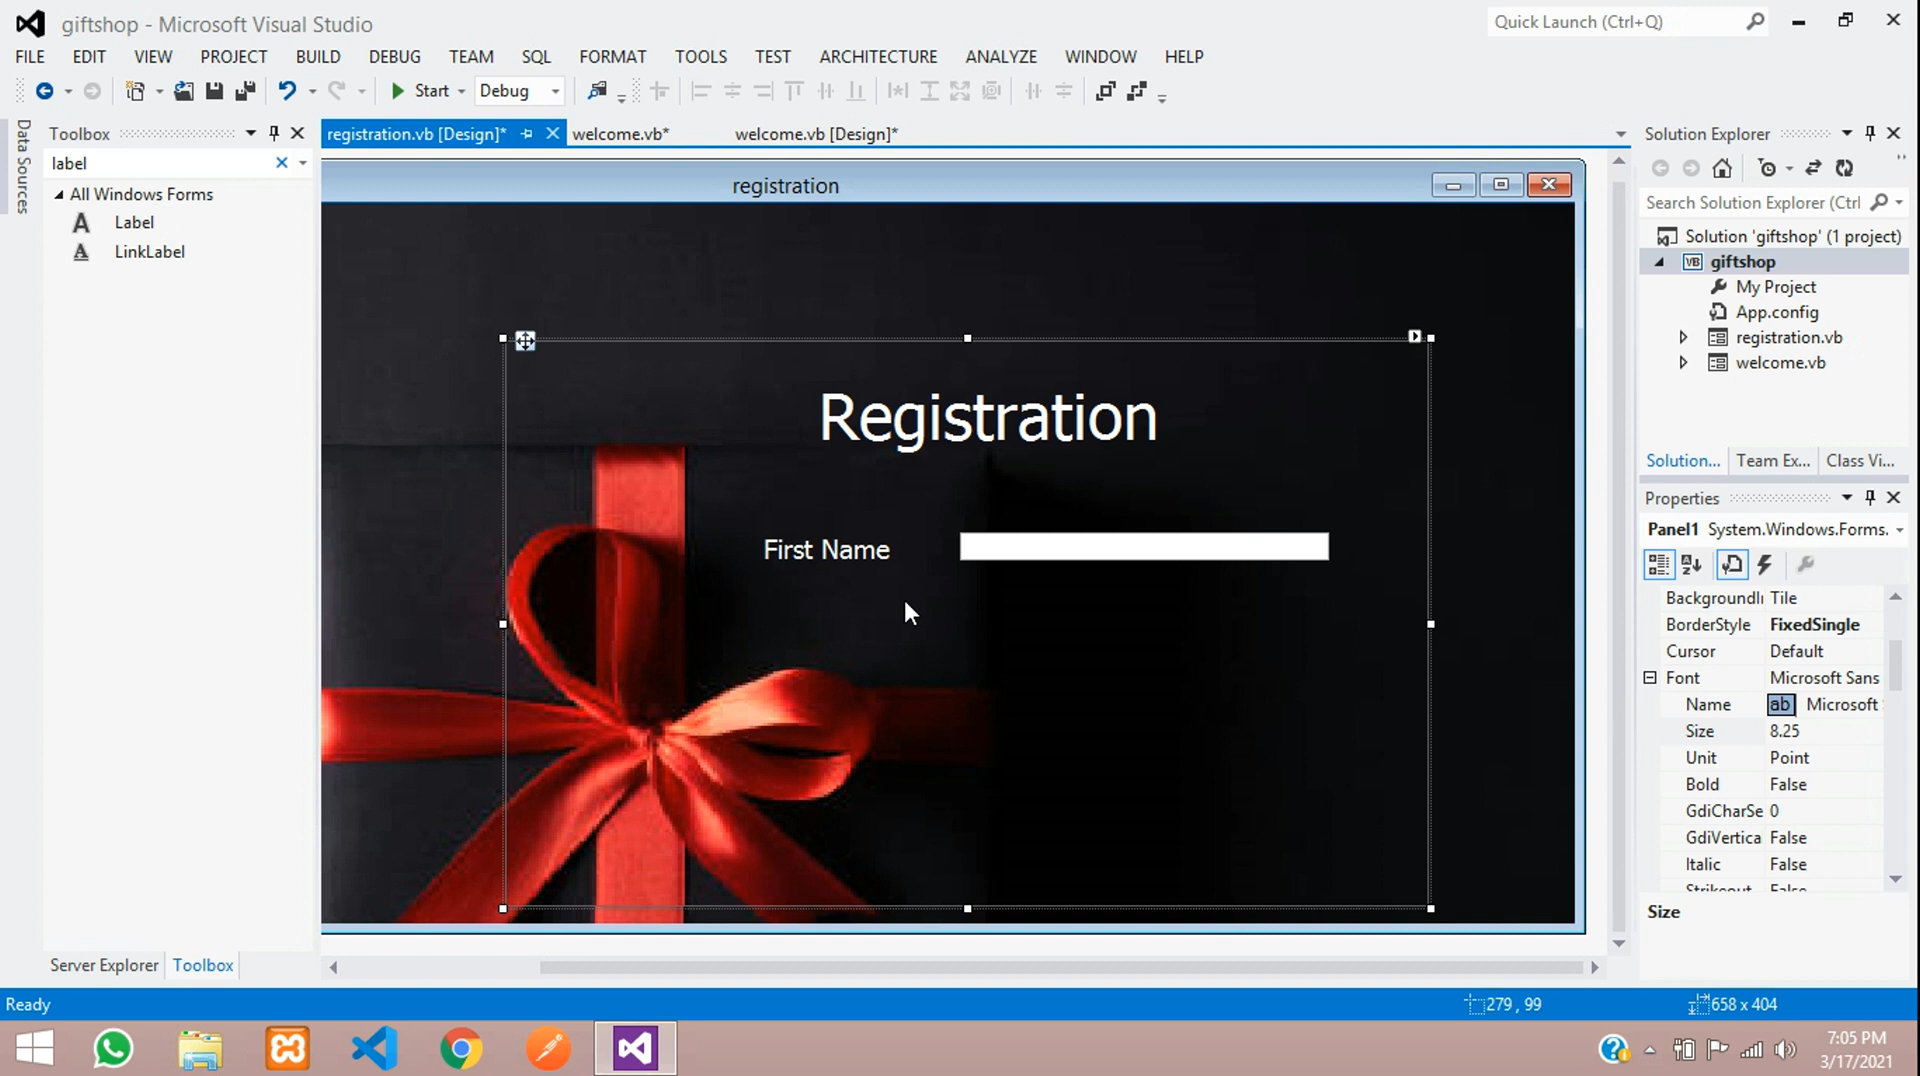 giftshop - Microsoft Visual Studio
Quick Launch (Ctrl+Q)
FILE EDIT VIEW PROJECT BUILD DEBUG TEAM SQL FORMAT TOOLS TEST ARCHITECTURE ANALYZE WINDOW HELP
Start Debug
Data Sources
Toolbox
label
All Windows Forms
A Label
A LinkLabel
Server Explorer Toolbox
registration.vb [Design]* welcome.vb* welcome.vb [Design]*
registration
Registration
First Name
Solution Explorer
Search Solution Explorer (Ctrl
Solution 'giftshop' (1 project)
VB giftshop
My Project
App.config
registration.vb
welcome.vb
Solution... Team Ex... Class Vi...
Properties
Panel1 System.Windows.Forms.
BackgroundI Tile
BorderStyle FixedSingle
Cursor Default
Font Microsoft Sans
Name ab Microsoft
Size 8.25
Unit Point
Bold False
GdiCharSe 0
GdiVertica False
Italic False
Strikeout False
Size
Ready
279 , 99
658 x 404
7:05 PM
3/17/2021